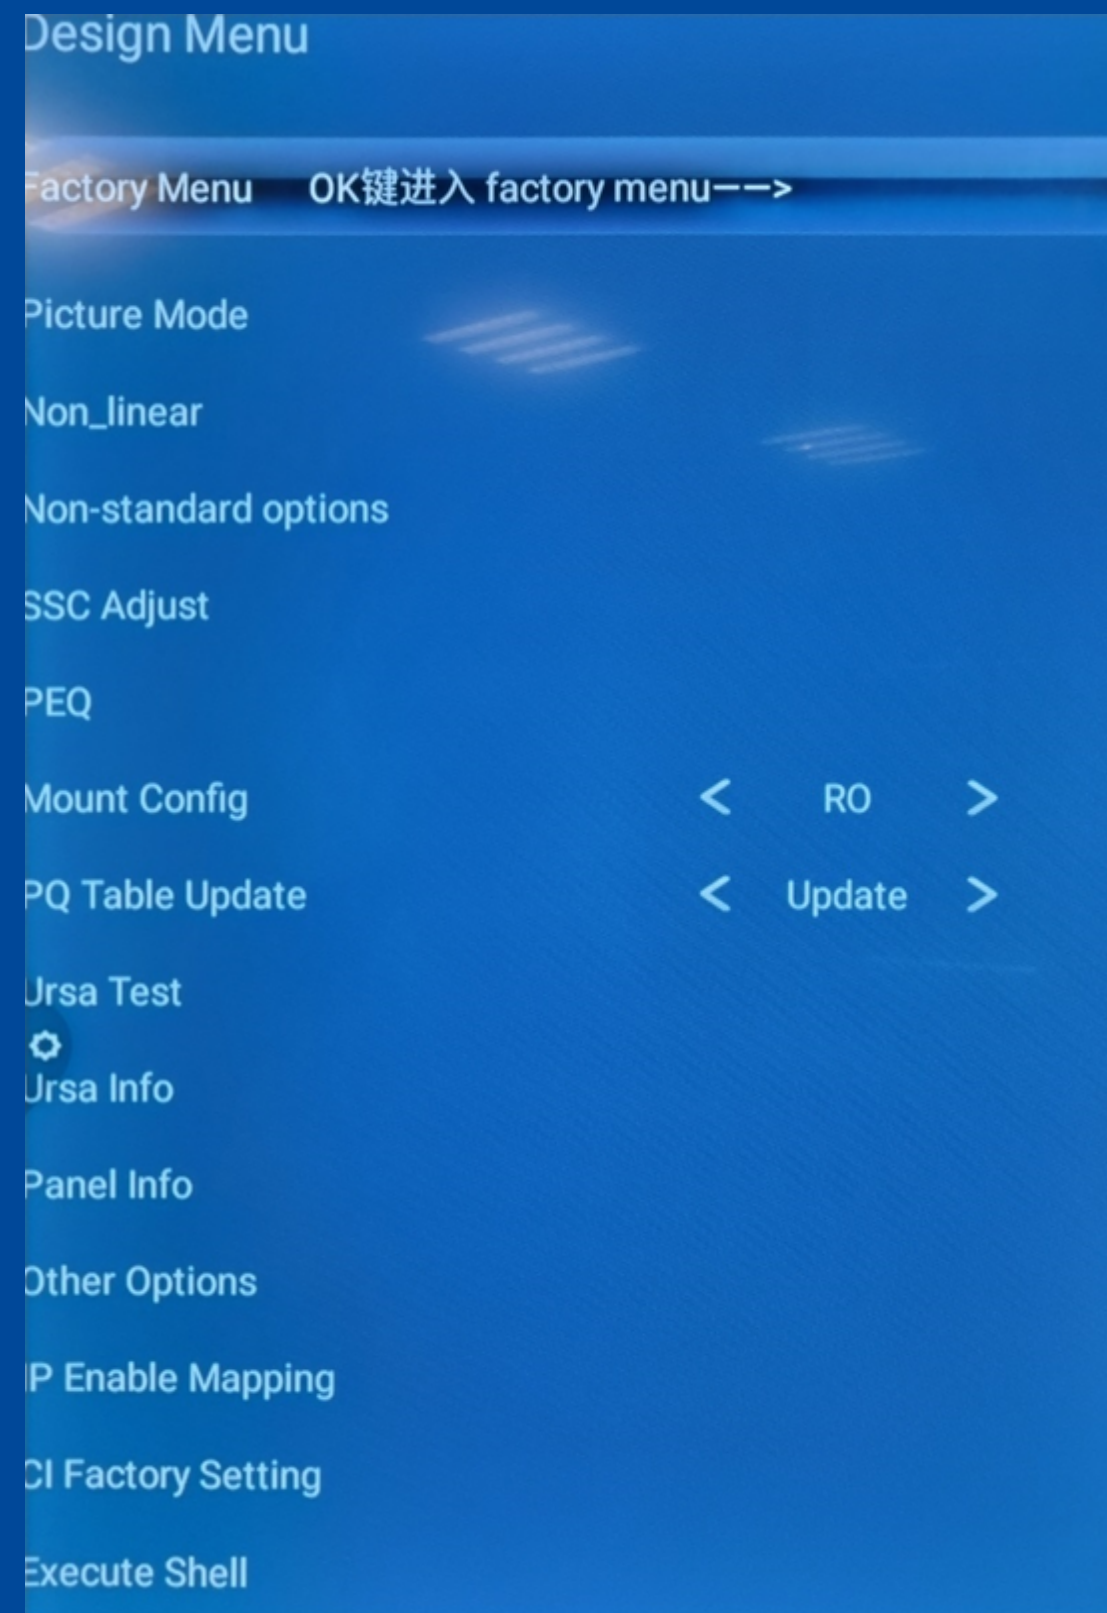 Design Menu
Factory Menu OK键进入 factory menu——>
Picture Mode
Non_linear
Non-standard options
SSC Adjust
PEQ
Mount Config < RO >
PQ Table Update < Update >
Ursa Test
Ursa Info
Panel Info
Other Options
IP Enable Mapping
CI Factory Setting
Execute Shell